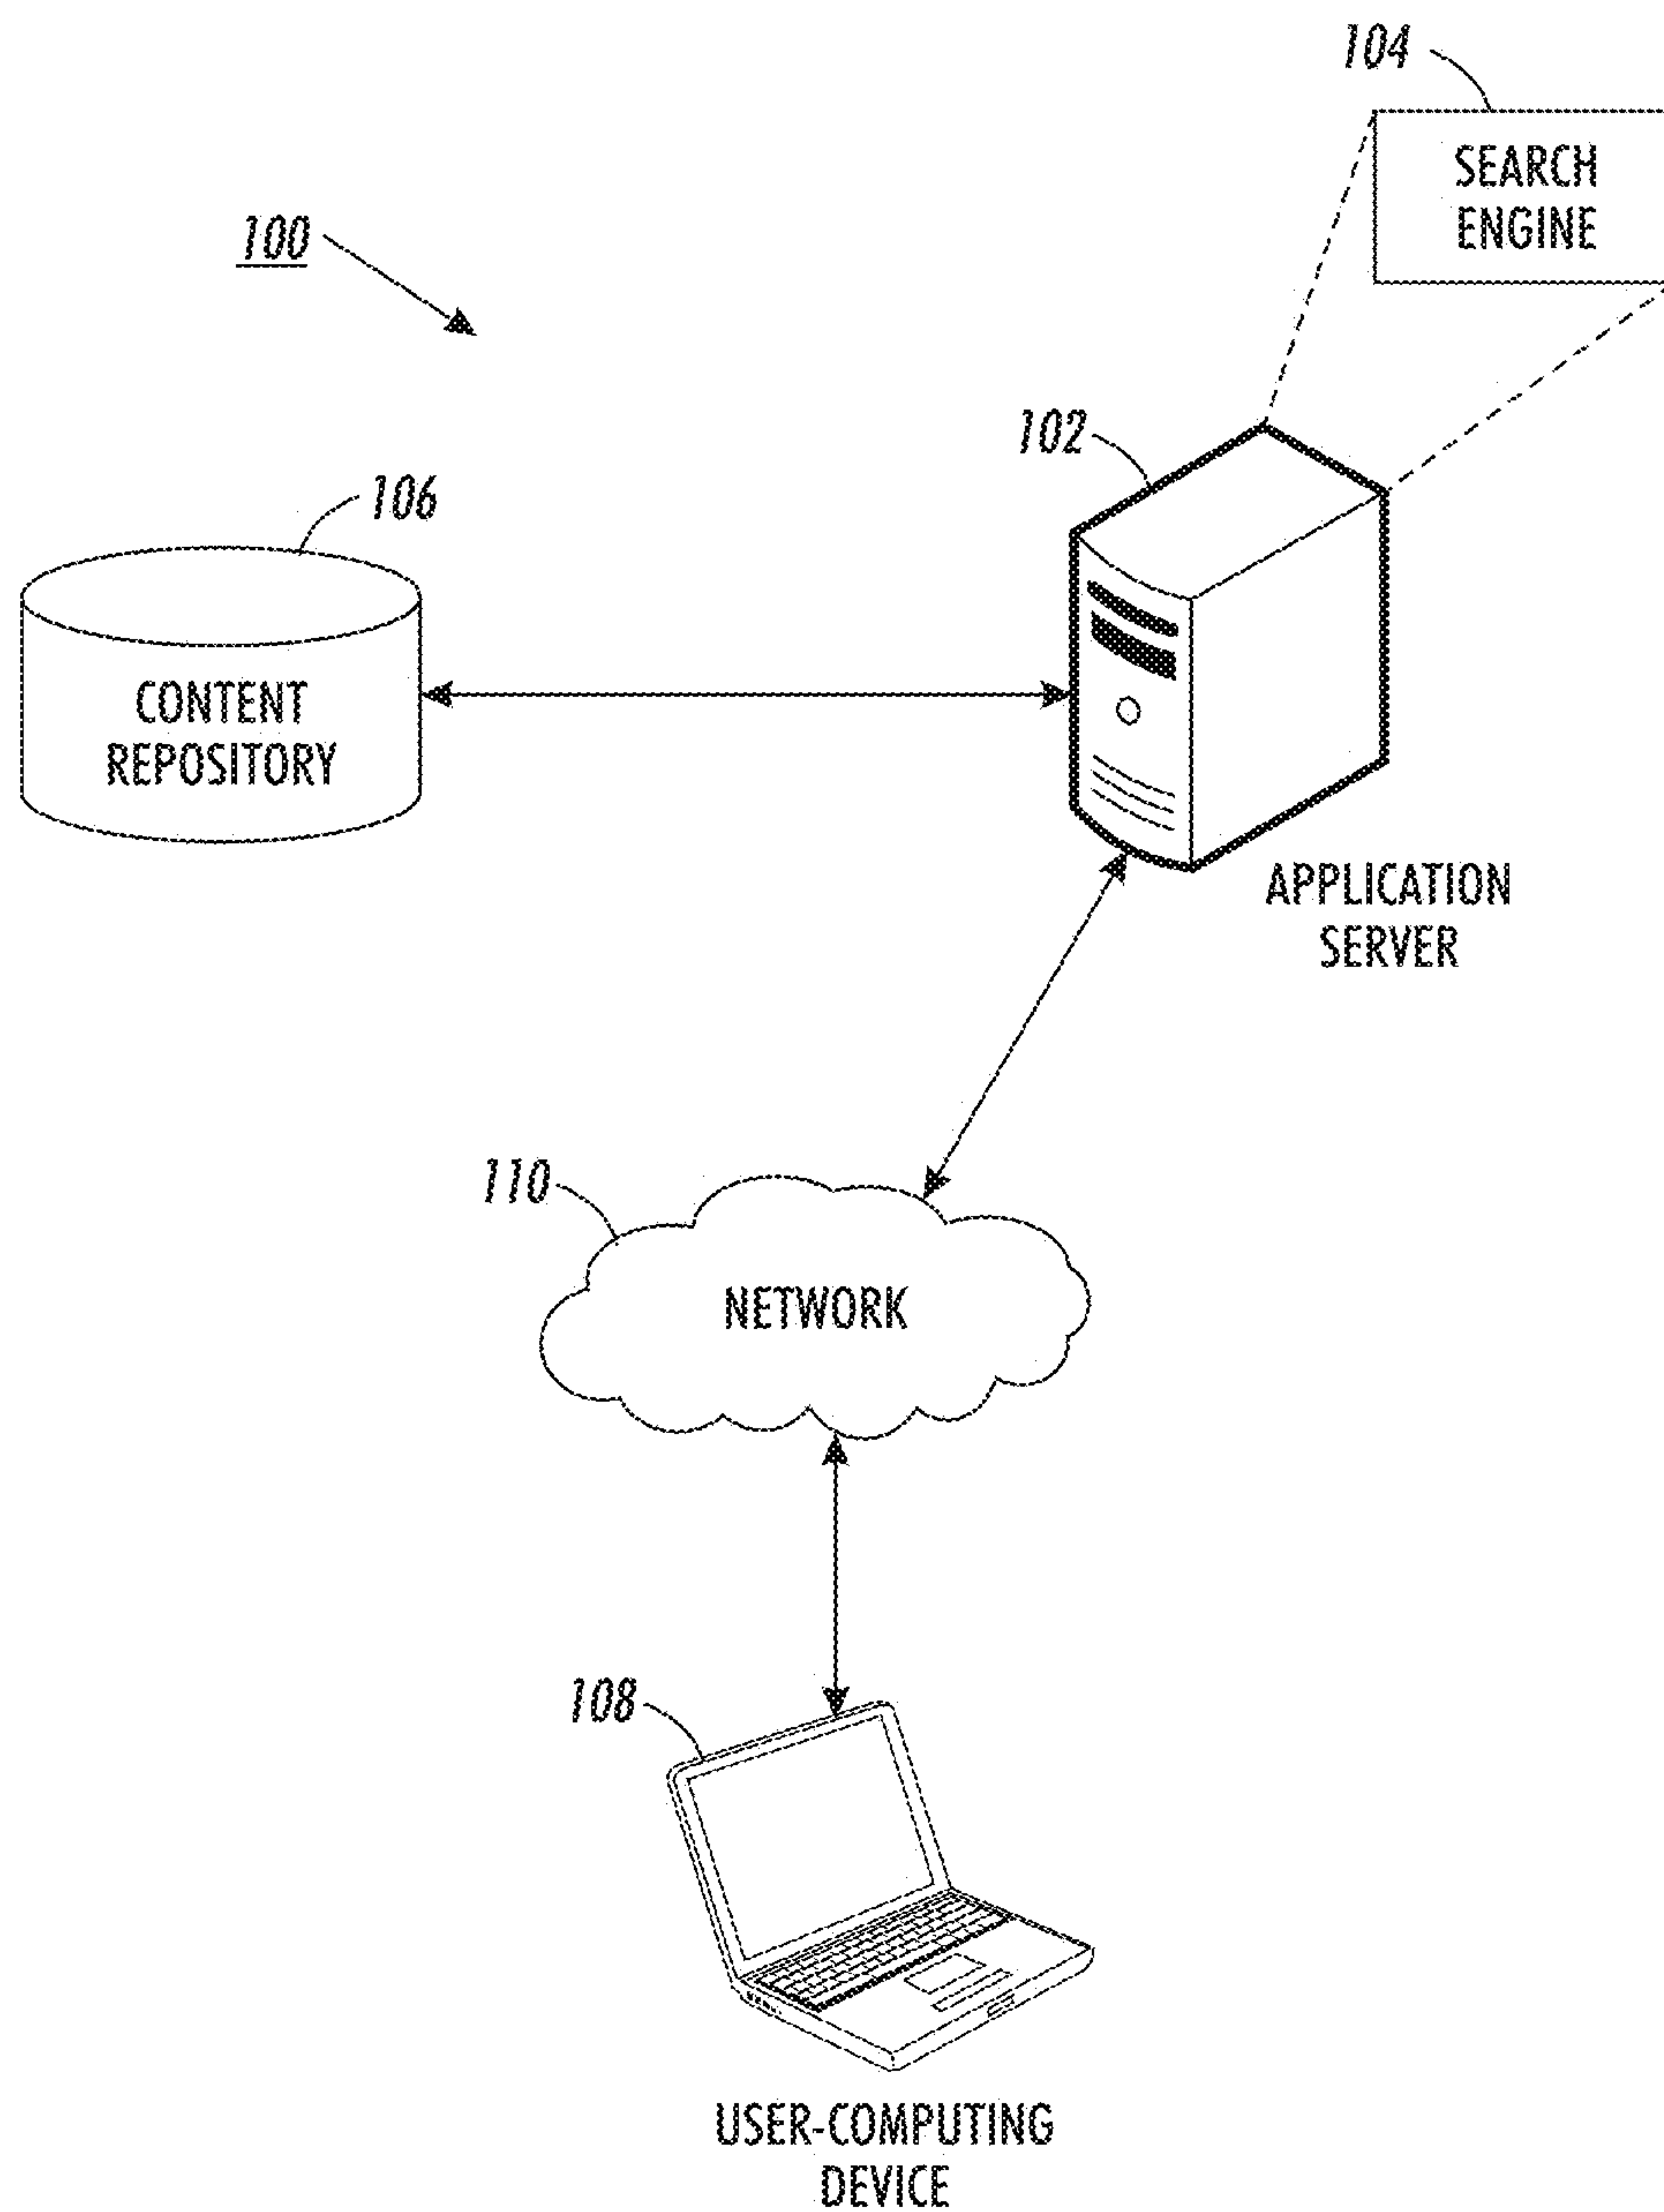 104
SEARCH
ENGINE
100
102
106
CONTENT
REPOSITORY
APPLICATION
SERVER
110
NETWORK
108
USER-COMPUTING
DEVICE